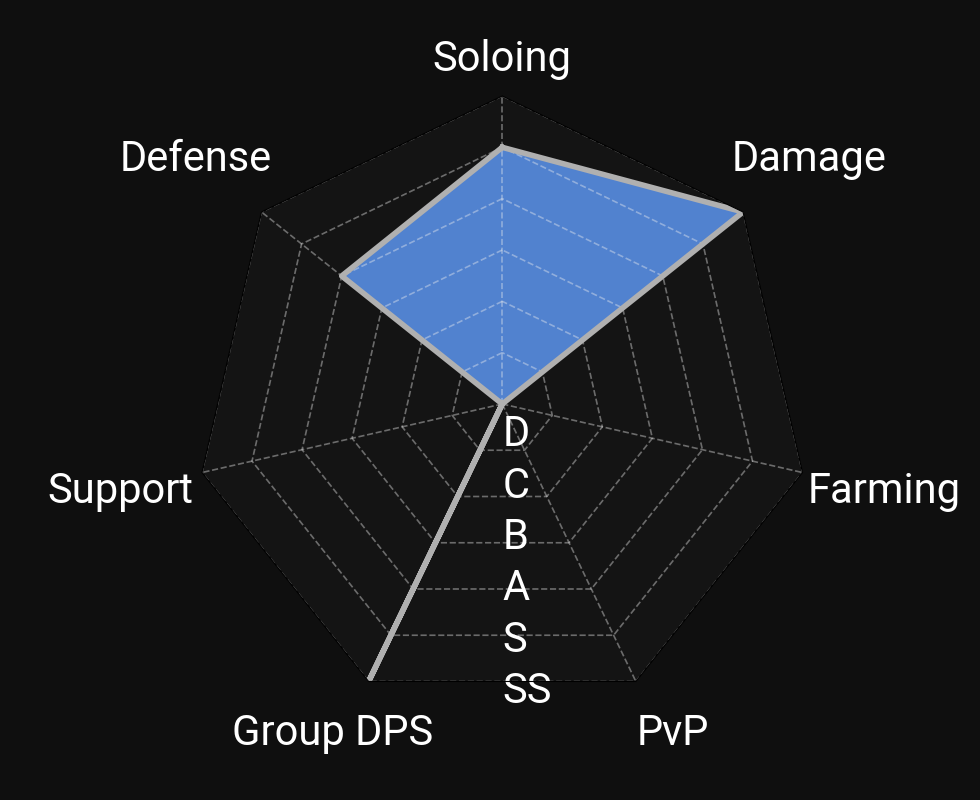 Soloing
Defense
Damage
D
C
Support
Farming
B
A
S
SS
Group DPS
PvP